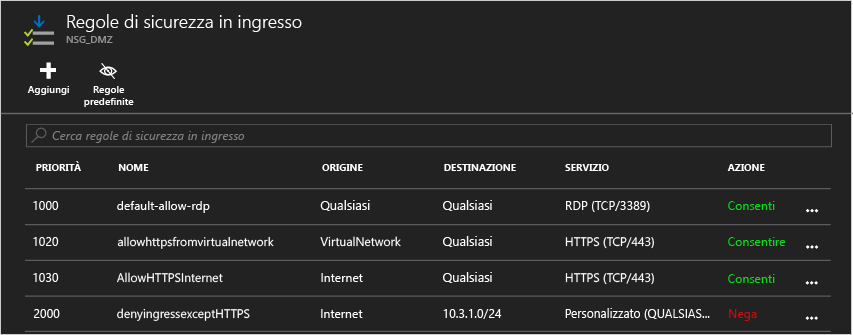 Regole di sicurezza in ingresso
NSG_DMZ
Aggiungi
Regole
predefinite
Cerca regole di sicurezza in ingresso
PRIORITÀ NOME ORIGINE DESTINAZIONE SERVIZIO AZIONE
1000 default-allow-rdp Qualsiasi Qualsiasi RDP (TCP/3389) Consenti ...
1020 allowhttpsfromvirtualnetwork VirtualNetwork Qualsiasi HTTPS (TCP/443) Consentire ...
1030 AllowHTTPSInternet Internet Qualsiasi HTTPS (TCP/443) Consenti ...
2000 denyingressexceptHTTPS Internet 10.3.1.0/24 Personalizzato (QUALSIAS... Nega ...